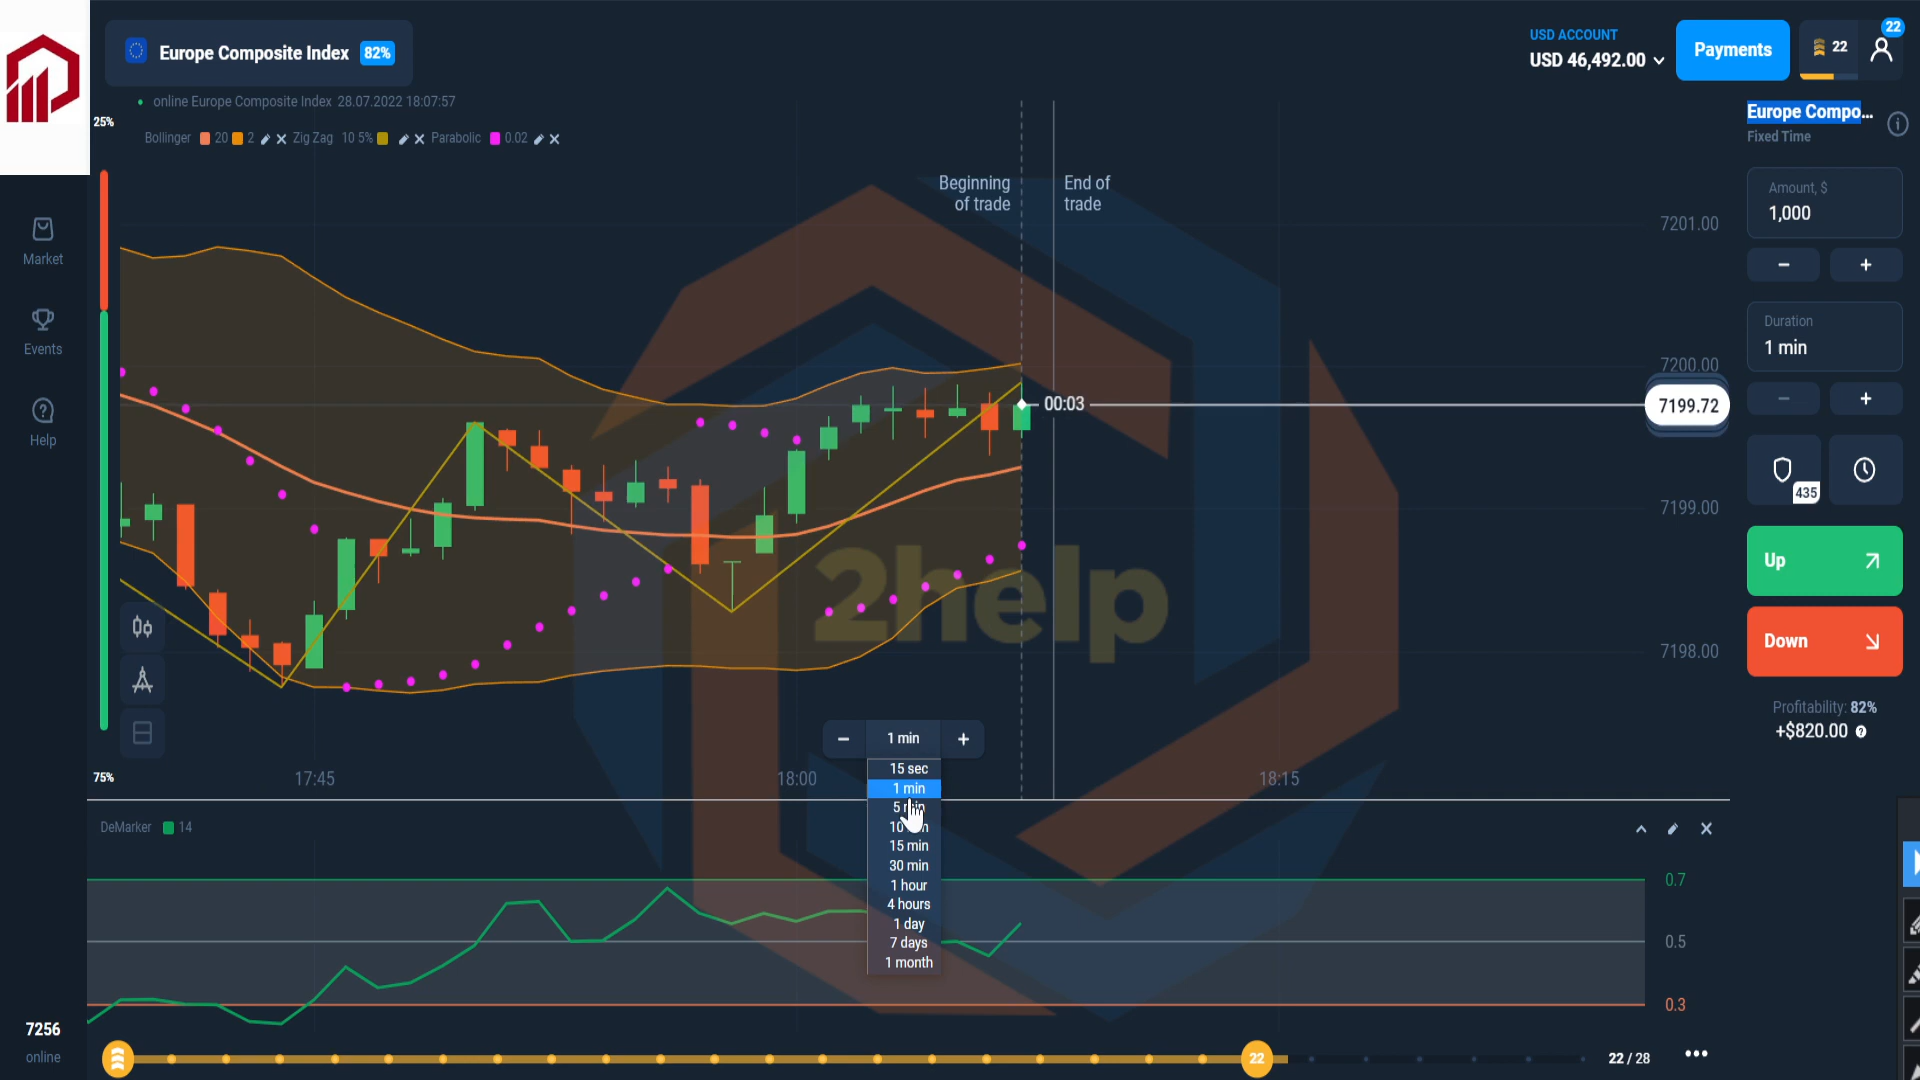 Europe Composite Index 82%
USD ACCOUNT
USD 46,492.00
Payments
22
22
online Europe Composite Index 28.07.2022 18:07:57
25%
Bollinger 20 2 Zig Zag 10 5% Parabolic 0.02
Europe Compo...
Fixed Time
Beginning
of trade
End of
trade
Amount, $
1,000
7201.00
Market
Events
Help
Duration
1 min
7200.00
00:03
7199.72
435
7199.00
Up
2help
Down
7198.00
Profitability: 82%
+$820.00
1 min
75%
17:45
18:00
18:15
15 sec
1 min
5 min
15 min
30 min
1 hour
4 hours
1 day
7 days
1 month
DeMarker 14
0.7
0.5
0.3
7256
online
22
22 / 28